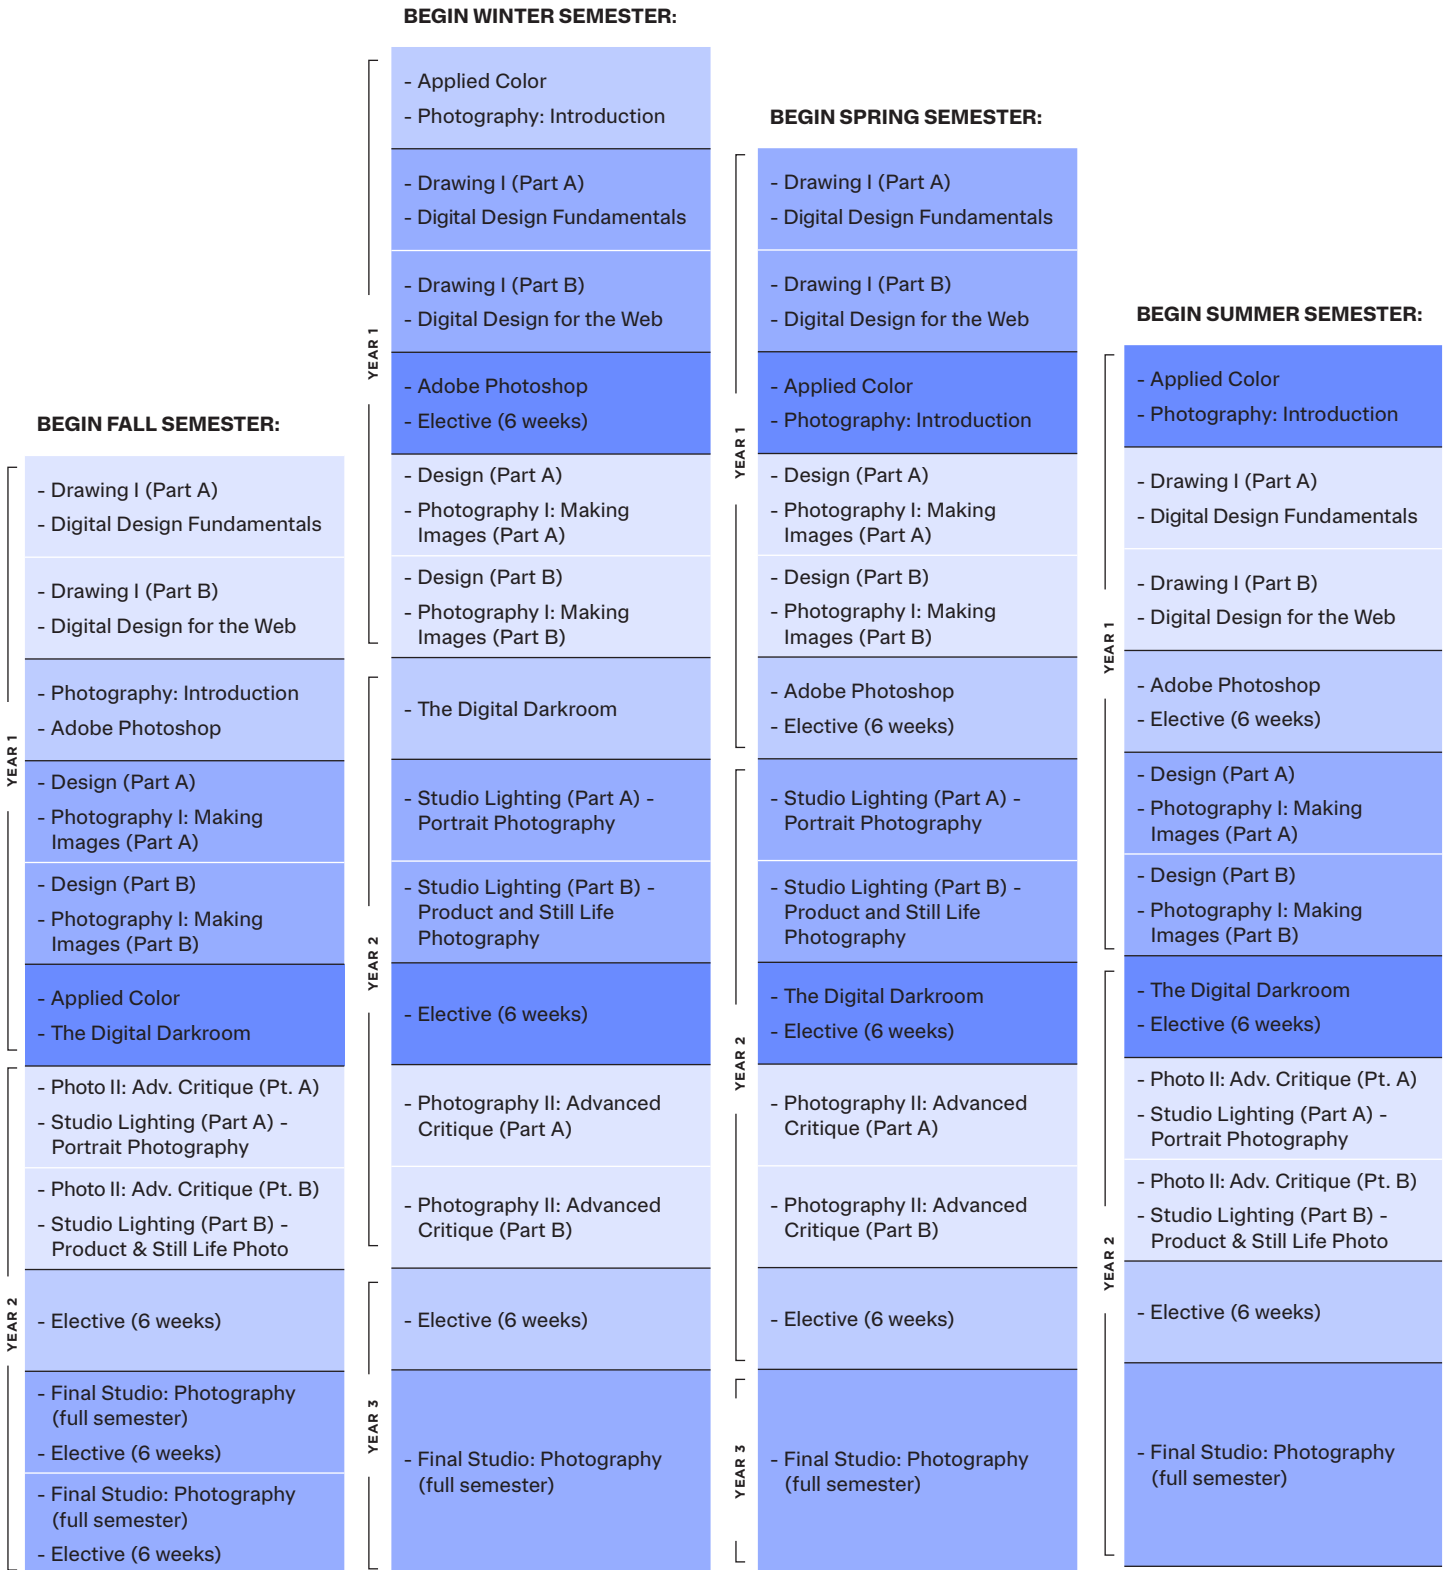 BEGIN FALL SEMESTER:
YEAR 1
- Drawing I (Part A)
- Digital Design Fundamentals
- Drawing I (Part B)
- Digital Design for the Web
- Photography: Introduction
- Adobe Photoshop
- Design (Part A)
- Photography I: Making
Images (Part A)
- Design (Part B)
- Photography I: Making
Images (Part B)
- Applied Color
- The Digital Darkroom
YEAR 2
- Photo II: Adv. Critique (Pt. A)
- Studio Lighting (Part A) -
Portrait Photography
- Photo II: Adv. Critique (Pt. B)
- Studio Lighting (Part B) -
Product & Still Life Photo
- Elective (6 weeks)
- Final Studio: Photography
(full semester)
- Elective (6 weeks)
- Final Studio: Photography
(full semester)
- Elective (6 weeks)
BEGIN WINTER SEMESTER:
YEAR 1
- Applied Color
- Photography: Introduction
- Drawing I (Part A)
- Digital Design Fundamentals
- Drawing I (Part B)
- Digital Design for the Web
- Adobe Photoshop
- Elective (6 weeks)
- Design (Part A)
- Photography I: Making
Images (Part A)
- Design (Part B)
- Photography I: Making
Images (Part B)
YEAR 2
- The Digital Darkroom
- Studio Lighting (Part A) -
Portrait Photography
- Studio Lighting (Part B) -
Product and Still Life
Photography
- Elective (6 weeks)
- Photography II: Advanced
Critique (Part A)
- Photography II: Advanced
Critique (Part B)
YEAR 3
- Elective (6 weeks)
- Final Studio: Photography
(full semester)
BEGIN SPRING SEMESTER:
YEAR 1
- Drawing I (Part A)
- Digital Design Fundamentals
- Drawing I (Part B)
- Digital Design for the Web
- Applied Color
- Photography: Introduction
- Design (Part A)
- Photography I: Making
Images (Part A)
- Design (Part B)
- Photography I: Making
Images (Part B)
- Adobe Photoshop
- Elective (6 weeks)
YEAR 2
- Studio Lighting (Part A) -
Portrait Photography
- Studio Lighting (Part B) -
Product and Still Life
Photography
- The Digital Darkroom
- Elective (6 weeks)
- Photography II: Advanced
Critique (Part A)
- Photography II: Advanced
Critique (Part B)
- Elective (6 weeks)
YEAR 3
- Final Studio: Photography
(full semester)
BEGIN SUMMER SEMESTER:
YEAR 1
- Applied Color
- Photography: Introduction
- Drawing I (Part A)
- Digital Design Fundamentals
- Drawing I (Part B)
- Digital Design for the Web
- Adobe Photoshop
- Elective (6 weeks)
- Design (Part A)
- Photography I: Making
Images (Part A)
- Design (Part B)
- Photography I: Making
Images (Part B)
YEAR 2
- The Digital Darkroom
- Elective (6 weeks)
- Photo II: Adv. Critique (Pt. A)
- Studio Lighting (Part A) -
Portrait Photography
- Photo II: Adv. Critique (Pt. B)
- Studio Lighting (Part B) -
Product & Still Life Photo
- Elective (6 weeks)
- Final Studio: Photography
(full semester)